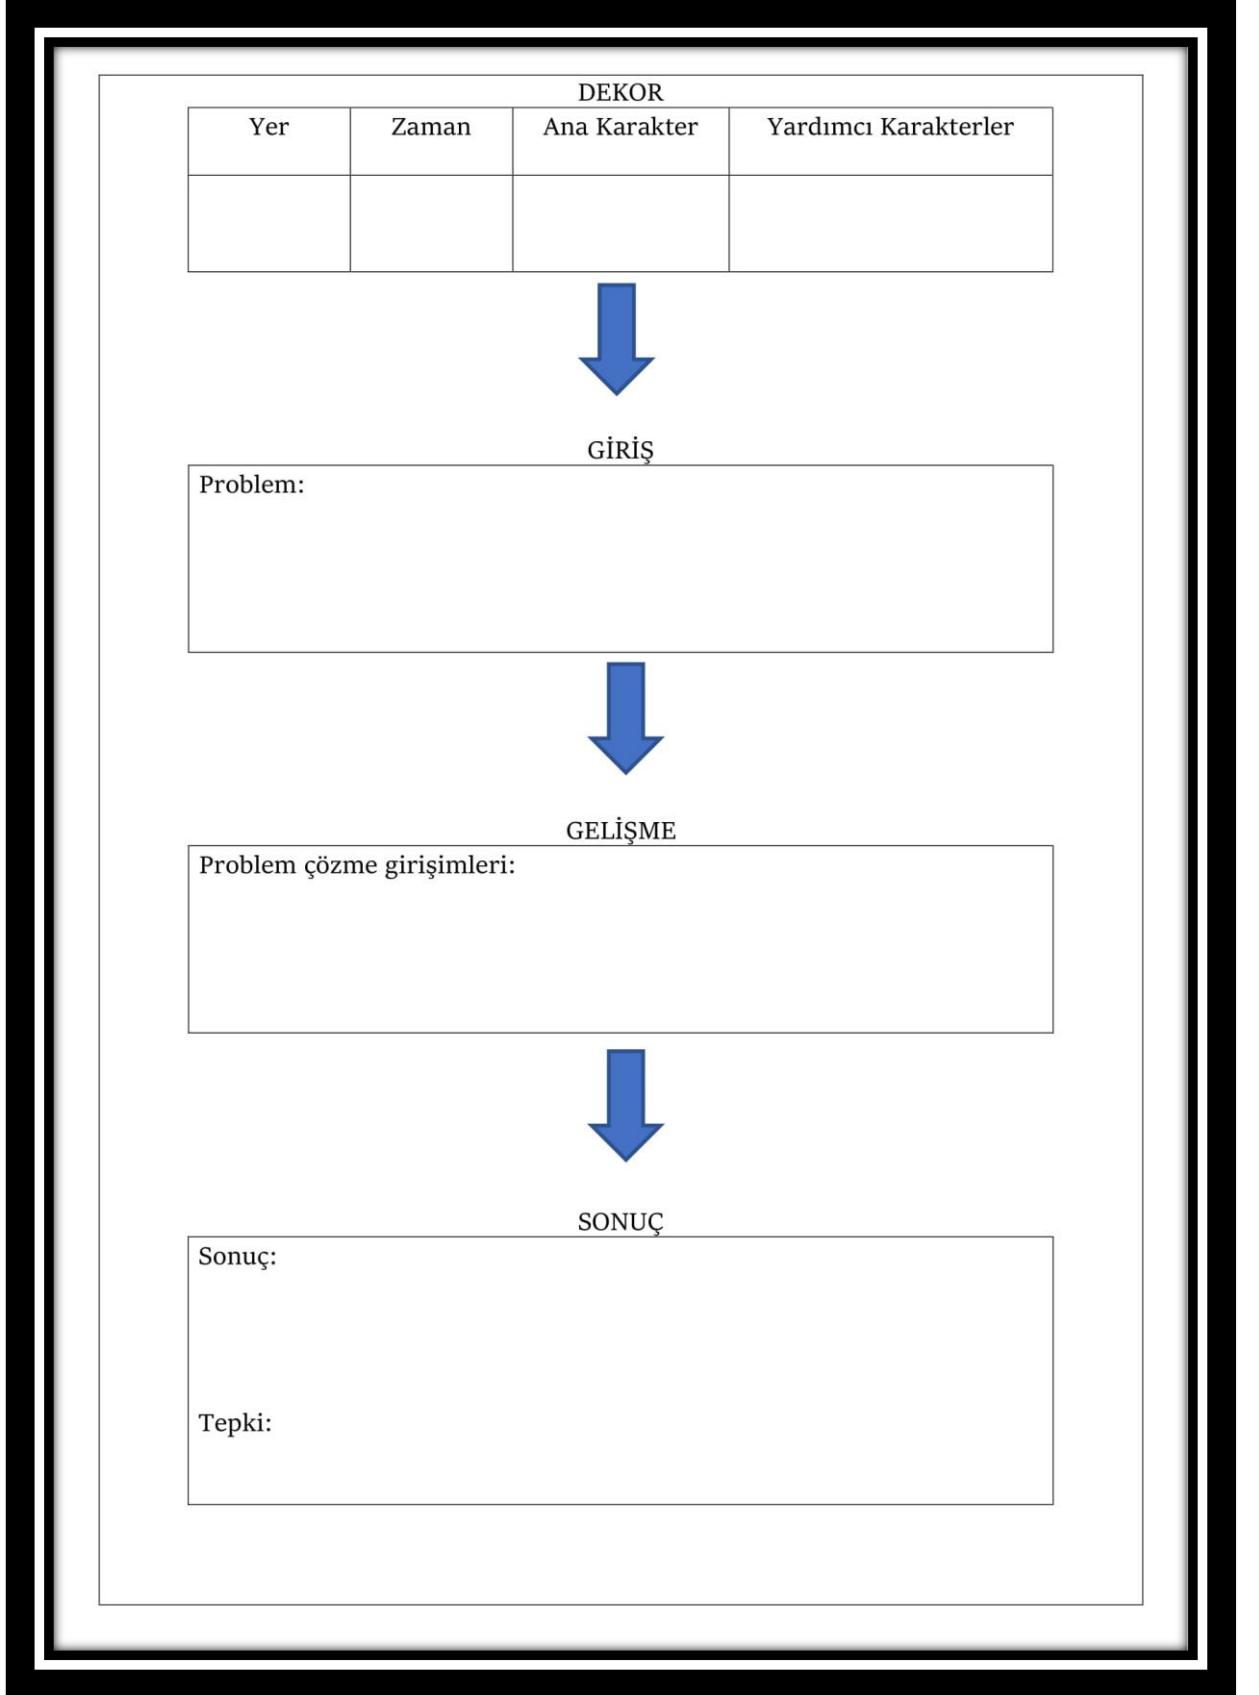 DEKOR
Yer Zaman Ana Karakter Yardımcı Karakterler
GİRİŞ
Problem:
GELİŞME
Problem çözme girişimleri:
SONUÇ
Sonuç:
Tepki: